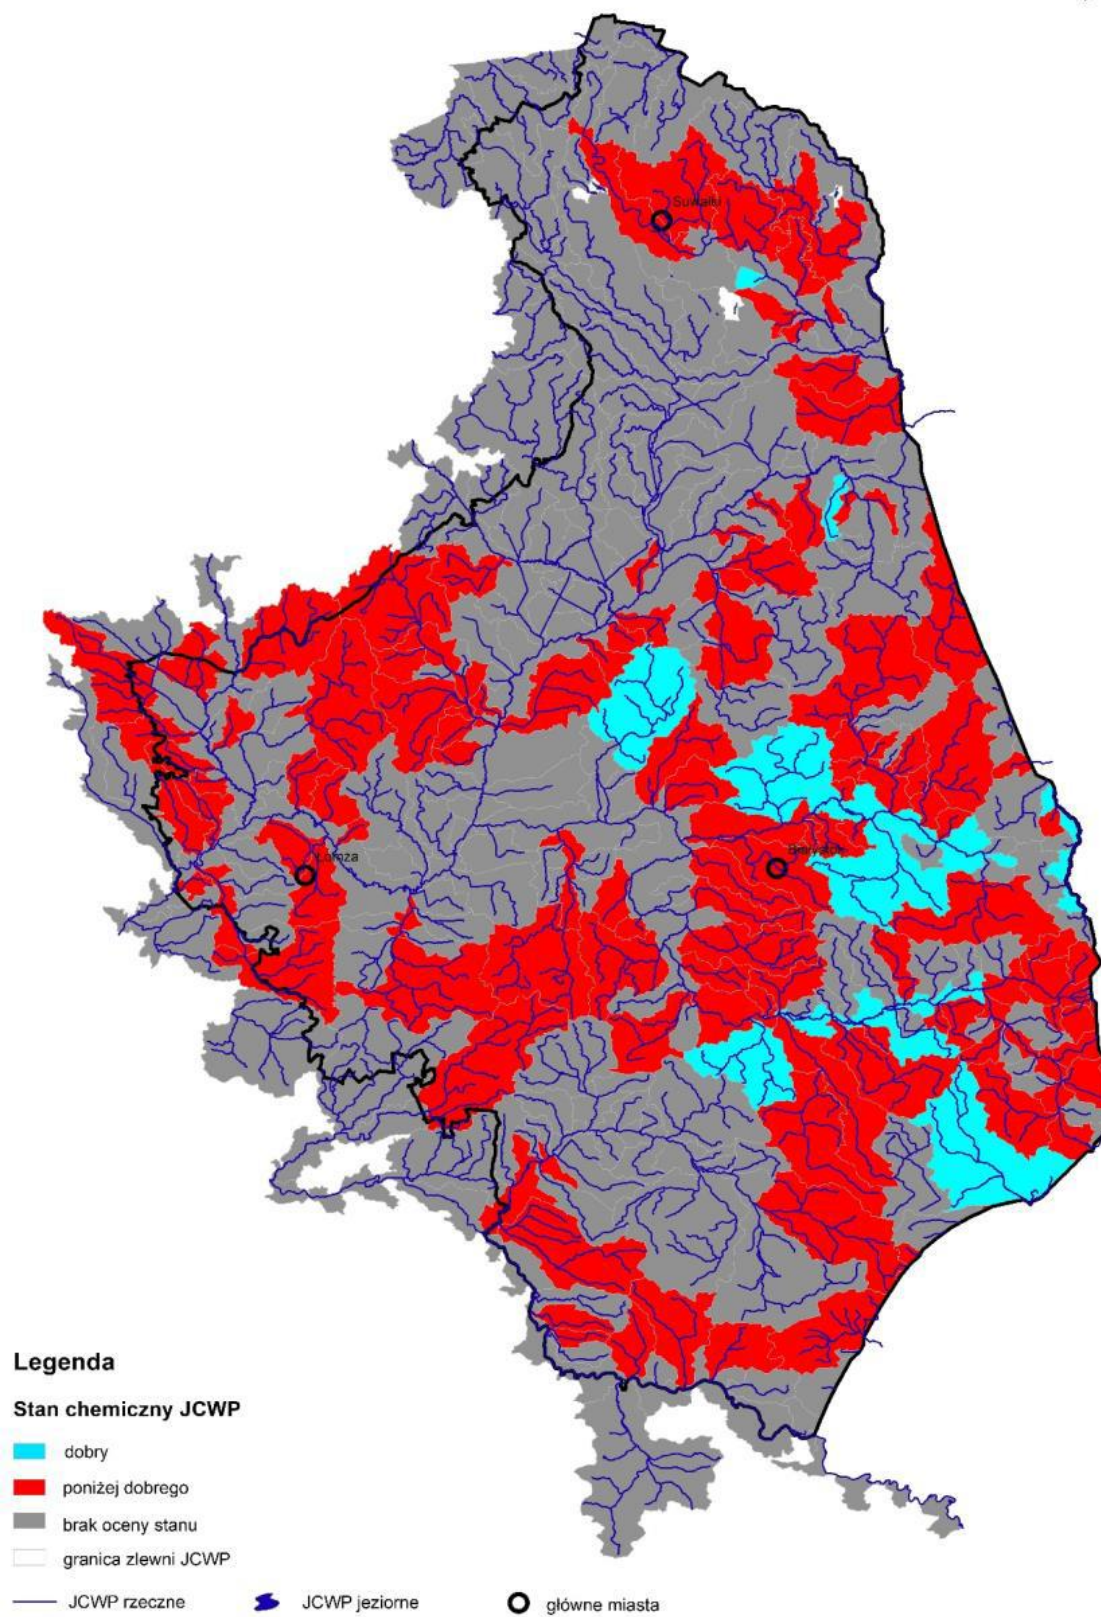 Suwałki
Łomża
Białystok
Legenda
Stan chemiczny JCWP
dobry
poniżej dobrego
brak oceny stanu
granica zlewni JCWP
JCWP rzeczne
JCWP jeziorne
główne miasta